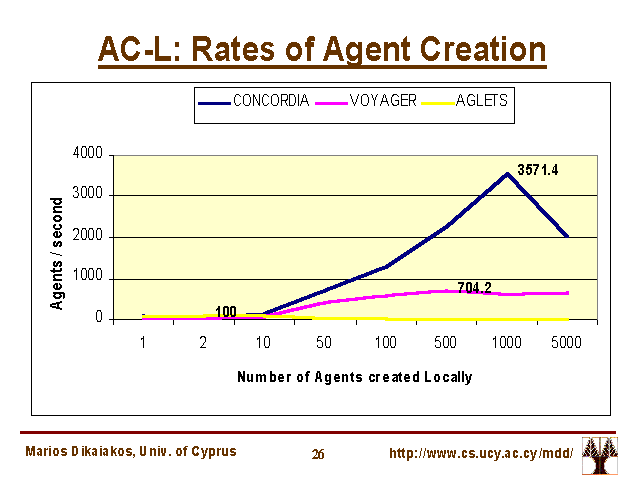 AC-L: Rates of Agent Creation
CONCORDIA VOYAGER AGLETS
4000
3000
2000
1000
0
Agents / second
3571.4
704.2
100
1 2 10 50 100 500 1000 5000
Number of Agents created Locally
Marios Dikaiakos, Univ. of Cyprus 26 http://www.cs.ucy.ac.cy/mdd/